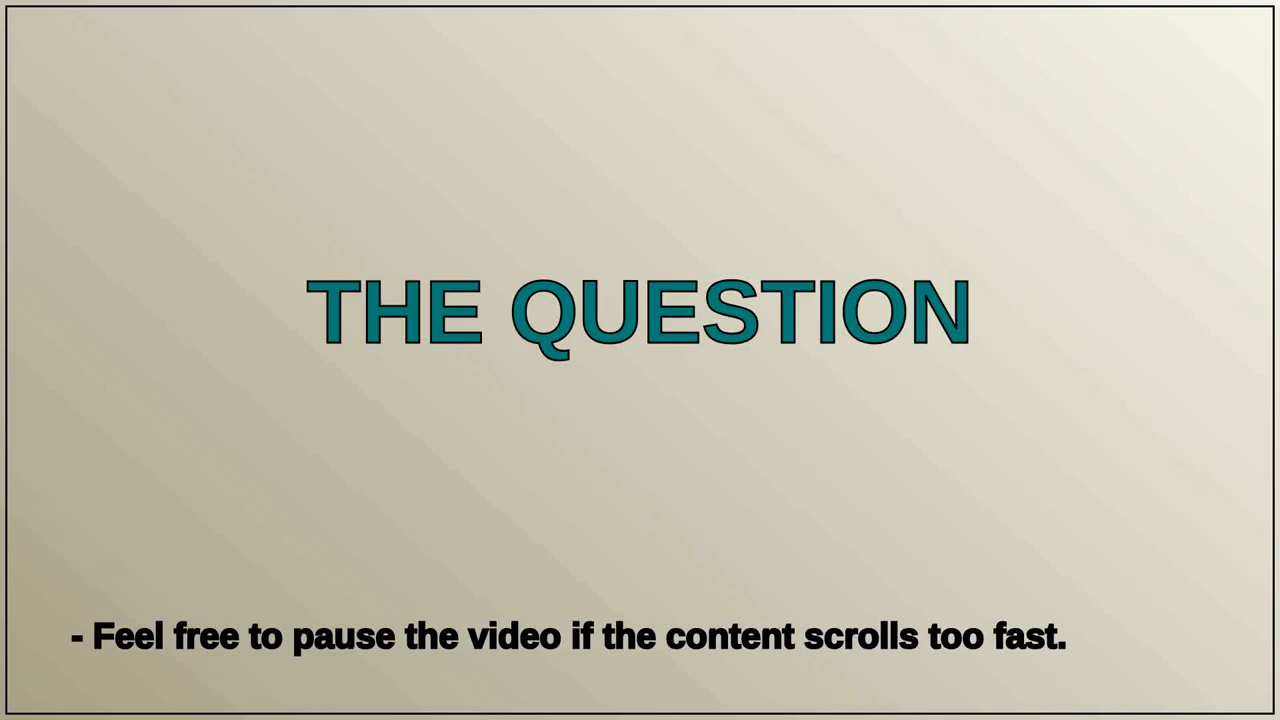 THE QUESTION
- Feel free to pause the video if the content scrolls too fast.